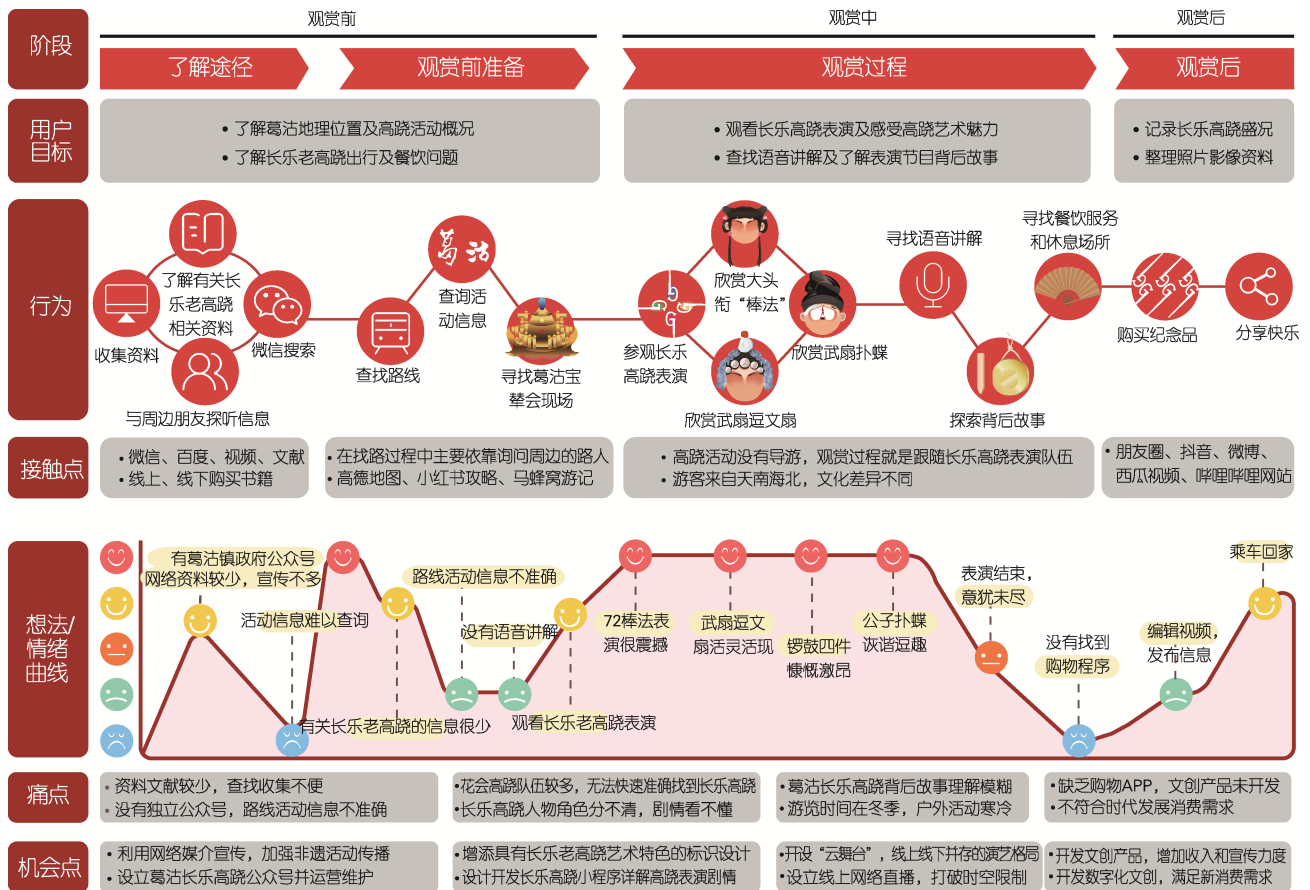 阶段
观赏前
观赏中
观赏后
了解途径
观赏前准备
观赏过程
观赏后
用户
目标
• 了解葛沽地理位置及高跷活动概况
• 了解长乐老高跷出行及餐饮问题
• 观看长乐高跷表演及感受高跷艺术魅力
• 查找语音讲解及了解表演节目背后故事
• 记录长乐高跷盛况
• 整理照片影像资料
行为
收集资料
了解有关长
乐老高跷
相关资料
微信搜索
与周边朋友探听信息
查找路线
葛沽
查询活
动信息
寻找葛沽宝
辇会现场
参观长乐
高跷表演
欣赏大头
衔“棒法”
欣赏武扇扑蝶
欣赏武扇逗文扇
寻找语音讲解
探索背后故事
寻找餐饮服务
和休息场所
购买纪念品
分享快乐
接触点
• 微信、百度、视频、文献
• 线上、线下购买书籍
• 在找路过程中主要依靠询问周边的路人
• 高德地图、小红书攻略、马蜂窝游记
• 高跷活动没有导游，观赏过程就是跟随长乐高跷表演队伍
• 游客来自天南海北，文化差异不同
• 朋友圈、抖音、微博、
西瓜视频、哔哩哔哩网站
想法/
情绪
曲线
有葛沽镇政府公众号
网络资料较少，宣传不多
活动信息难以查询
有关长乐老高跷的信息很少
路线活动信息不准确
没有语音讲解
观看长乐老高跷表演
72棒法表
演很震撼
武扇逗文
扇活灵活现
锣鼓四件
慷慨激昂
公子扑蝶
诙谐逗趣
表演结束，
意犹未尽
没有找到
购物程序
编辑视频，
发布信息
乘车回家
痛点
• 资料文献较少，查找收集不便
• 没有独立公众号，路线活动信息不准确
• 花会高跷队伍较多，无法快速准确找到长乐高跷
• 长乐高跷人物角色分不清，剧情看不懂
• 葛沽长乐高跷背后故事理解模糊
• 游览时间在冬季，户外活动寒冷
• 缺乏购物APP，文创产品未开发
• 不符合时代发展消费需求
机会点
• 利用网络媒介宣传，加强非遗活动传播
• 设立葛沽长乐高跷公众号并运营维护
• 增添具有长乐老高跷艺术特色的标识设计
• 设计开发长乐高跷小程序详解高跷表演剧情
• 开设“云舞台”，线上线下并存的演艺格局
• 设立线上网络直播，打破时空限制
• 开发文创产品，增加收入和宣传力度
• 开发数字化文创，满足新消费需求